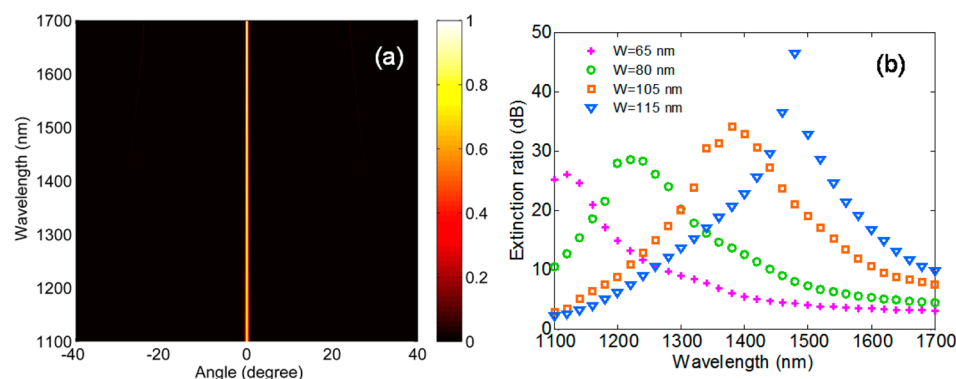 1700
1600
1500
1400
1300
1200
1100
Wavelength (nm)
-40
-20
0
20
40
Angle (degree)
(a)
1
0.8
0.6
0.4
0.2
0
50
40
30
20
10
0
Extinction ratio (dB)
W=65 nm
W=80 nm
W=105 nm
W=115 nm
(b)
1100 1200 1300 1400 1500 1600 1700
Wavelength (nm)